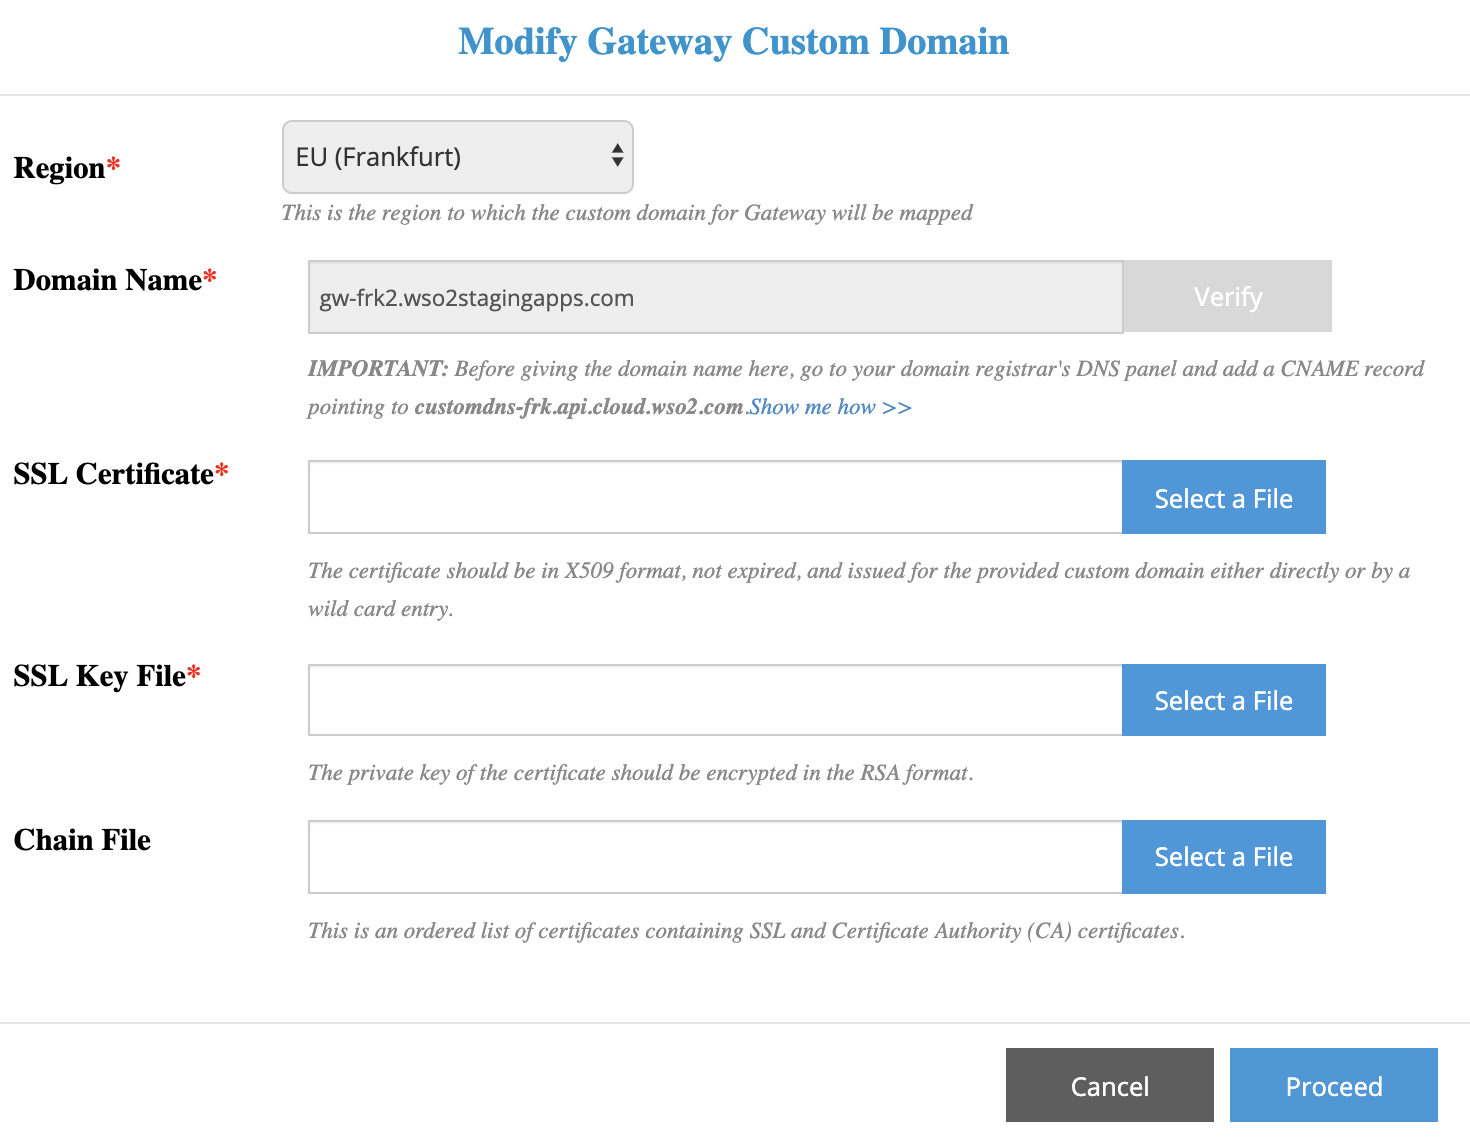 Modify Gateway Custom Domain
Region*
EU (Frankfurt)
This is the region to which the custom domain for Gateway will be mapped
Domain Name*
gw-frk2.wso2stagingapps.com
Verify
IMPORTANT: Before giving the domain name here, go to your domain registrar's DNS panel and add a CNAME record
pointing to customdns-frk.api.cloud.wso2.com.Show me how >>
SSL Certificate*
Select a File
The certificate should be in X509 format, not expired, and issued for the provided custom domain either directly or by a
wild card entry.
SSL Key File*
Select a File
The private key of the certificate should be encrypted in the RSA format.
Chain File
Select a File
This is an ordered list of certificates containing SSL and Certificate Authority (CA) certificates.
Cancel
Proceed